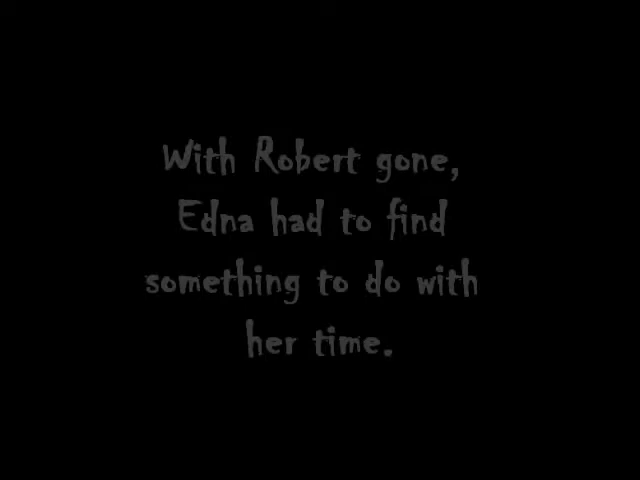 With Robert gone,
Edna had to find
something to do with
her time.